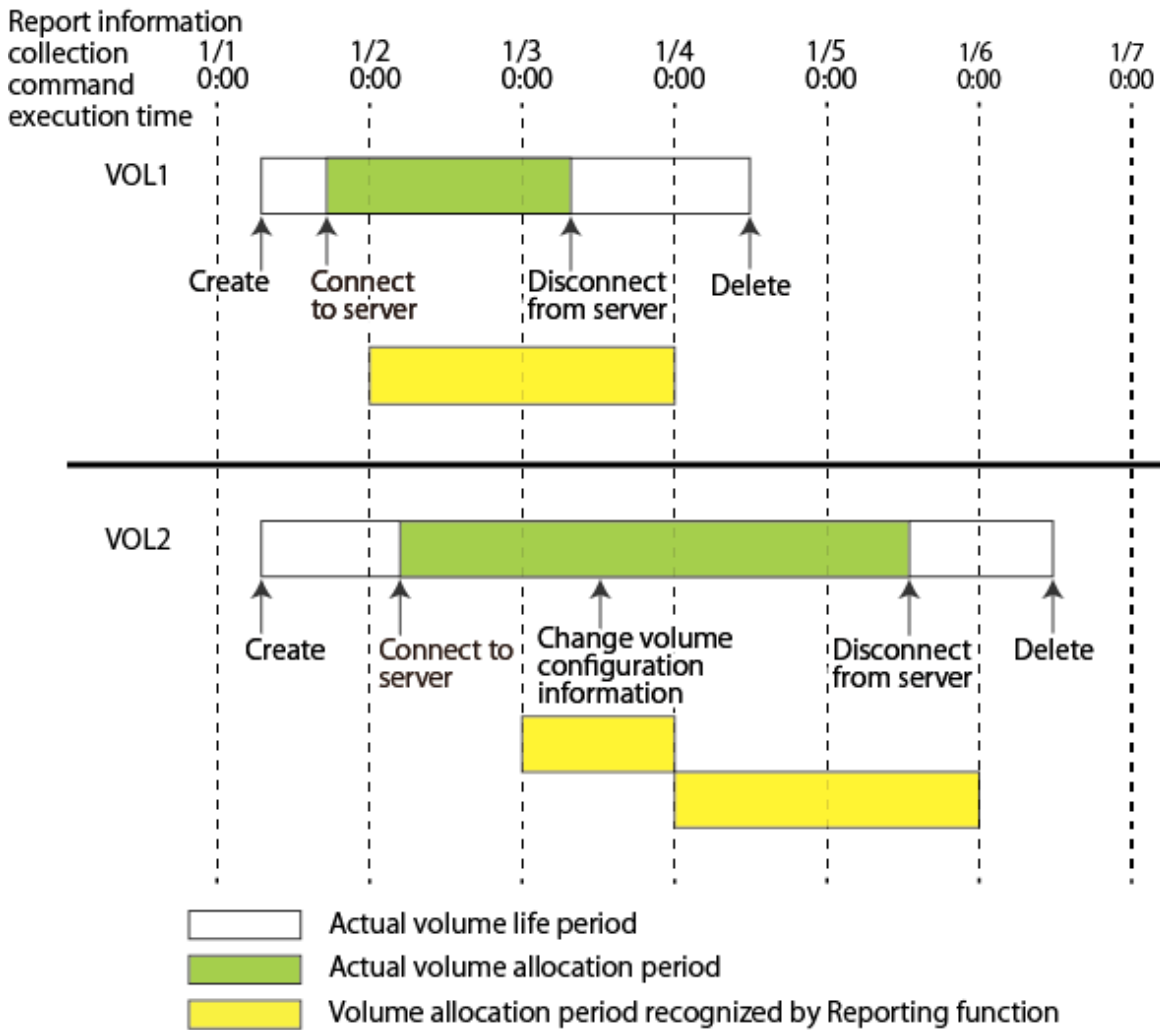 Report information
collection
command
execution time
1/1
0:00
1/2
0:00
1/3
0:00
1/4
0:00
1/5
0:00
1/6
0:00
1/7
0:00
VOL1
Create
Connect
to server
Disconnect
from server
Delete
VOL2
Create
Connect to
server
Change volume
configuration
information
Disconnect
from server
Delete
Actual volume life period
Actual volume allocation period
Volume allocation period recognized by Reporting function